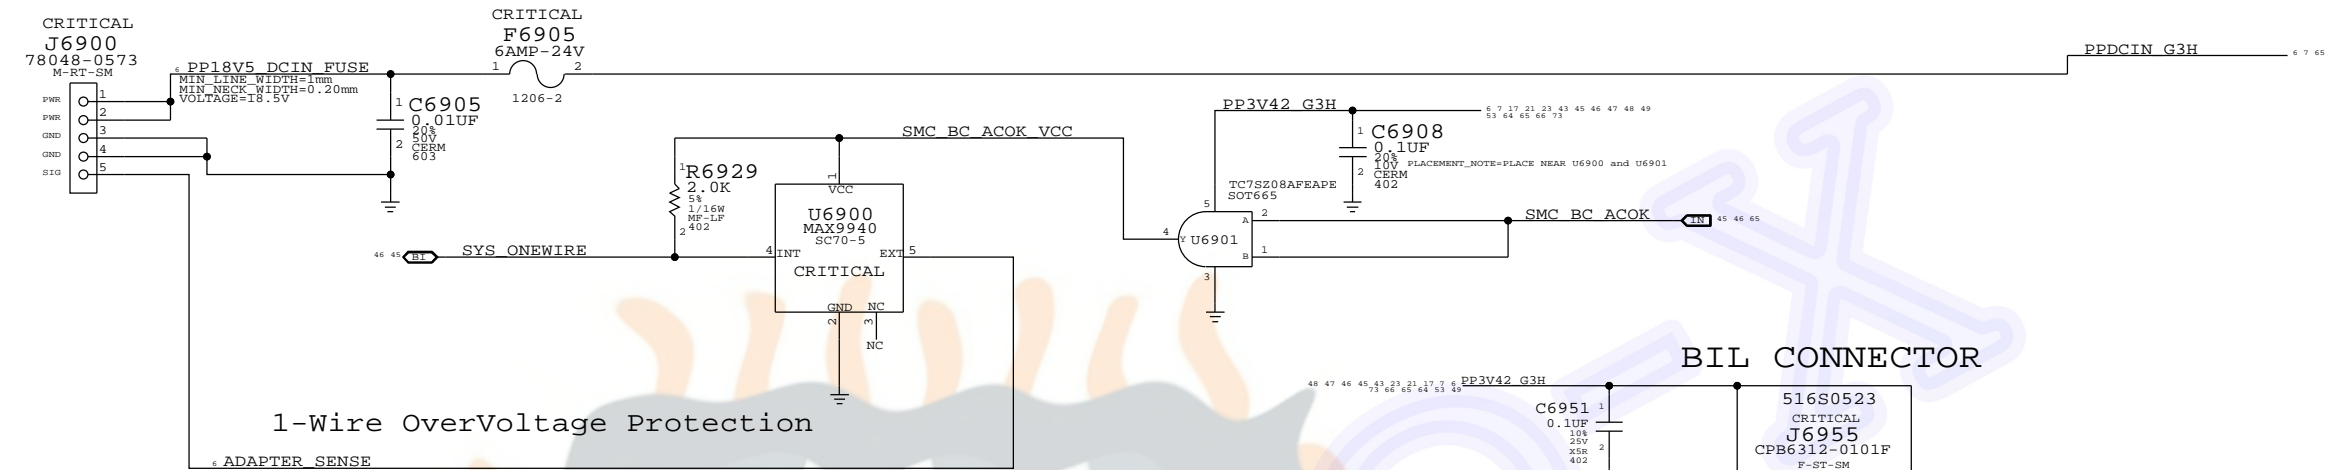 CRITICAL
J6900
78048-0573
M-RT-SM
PWR
PWR
GND
GND
SIG
1
2
3
4
5
6 PP18V5_DCIN_FUSE
MIN_LINE_WIDTH=1mm
MIN_NECK_WIDTH=0.20mm
VOLTAGE=18.5V
CRITICAL
F6905
6AMP-24V
1 2
1206-2
1 C6905
0.01UF
20%
50V
2 CERM
603
PPDCIN_G3H 6 7 65
PP3V42_G3H 6 7 17 21 23 43 45 46 47 48 49
53 64 65 66 73
1 C6908
0.1UF
20%
10V PLACEMENT_NOTE=PLACE NEAR U6900 and U6901
2 CERM
402
SMC_BC_ACOK_VCC
1 R6929
2.0K
5%
1/16W
MF-LF
2 402
1
VCC
U6900
MAX9940
SC70-5
4 INT EXT 5
CRITICAL
GND NC
2 3
NC
46 45 BI SYS_ONEWIRE
TC7SZ08AFEAPE
SOT665
5
A 2
4 Y U6901
B 1
3
SMC_BC_ACOK IN 45 46 65
1-Wire OverVoltage Protection
6 ADAPTER_SENSE
BIL CONNECTOR
48 47 46 45 43 23 21 17 7 6 PP3V42_G3H
73 66 65 64 53 49
C6951 1
0.1UF
10%
25V
X5R 2
402
516S0523
CRITICAL
J6955
CPB6312-0101F
F-ST-SM